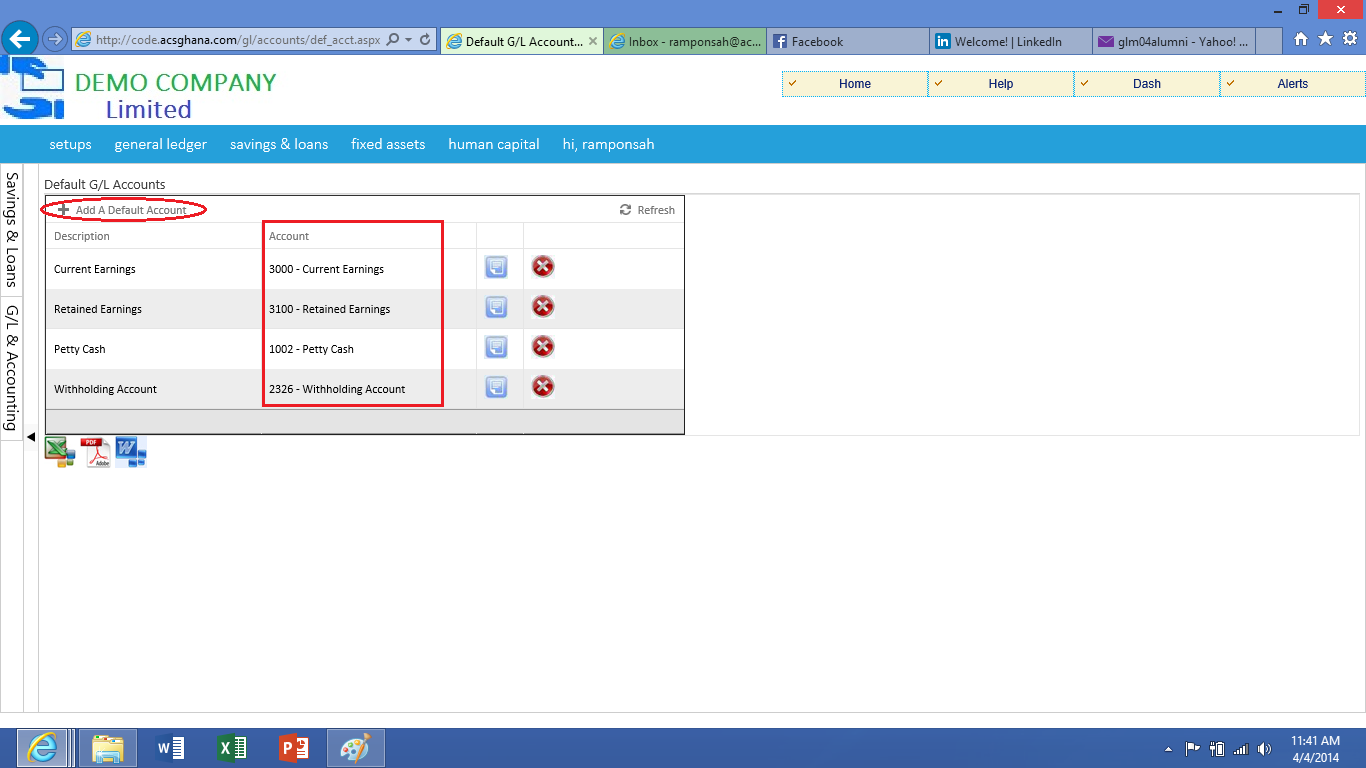 http://code.acsghana.com/gl/accounts/def_acct.aspx
Default G/L Account...
Inbox - ramponsah@ac...
Facebook
Welcome! | LinkedIn
glm04alumni - Yahoo! ...
DEMO COMPANY
Limited
Home
Help
Dash
Alerts
setups
general ledger
savings & loans
fixed assets
human capital
hi, ramponsah
Savings & Loans
G/L & Accounting
Default G/L Accounts
Add A Default Account
Refresh
Description
Account
Current Earnings
3000 - Current Earnings
Retained Earnings
3100 - Retained Earnings
Petty Cash
1002 - Petty Cash
Withholding Account
2326 - Withholding Account
PDF
Adobe
11:41 AM
4/4/2014